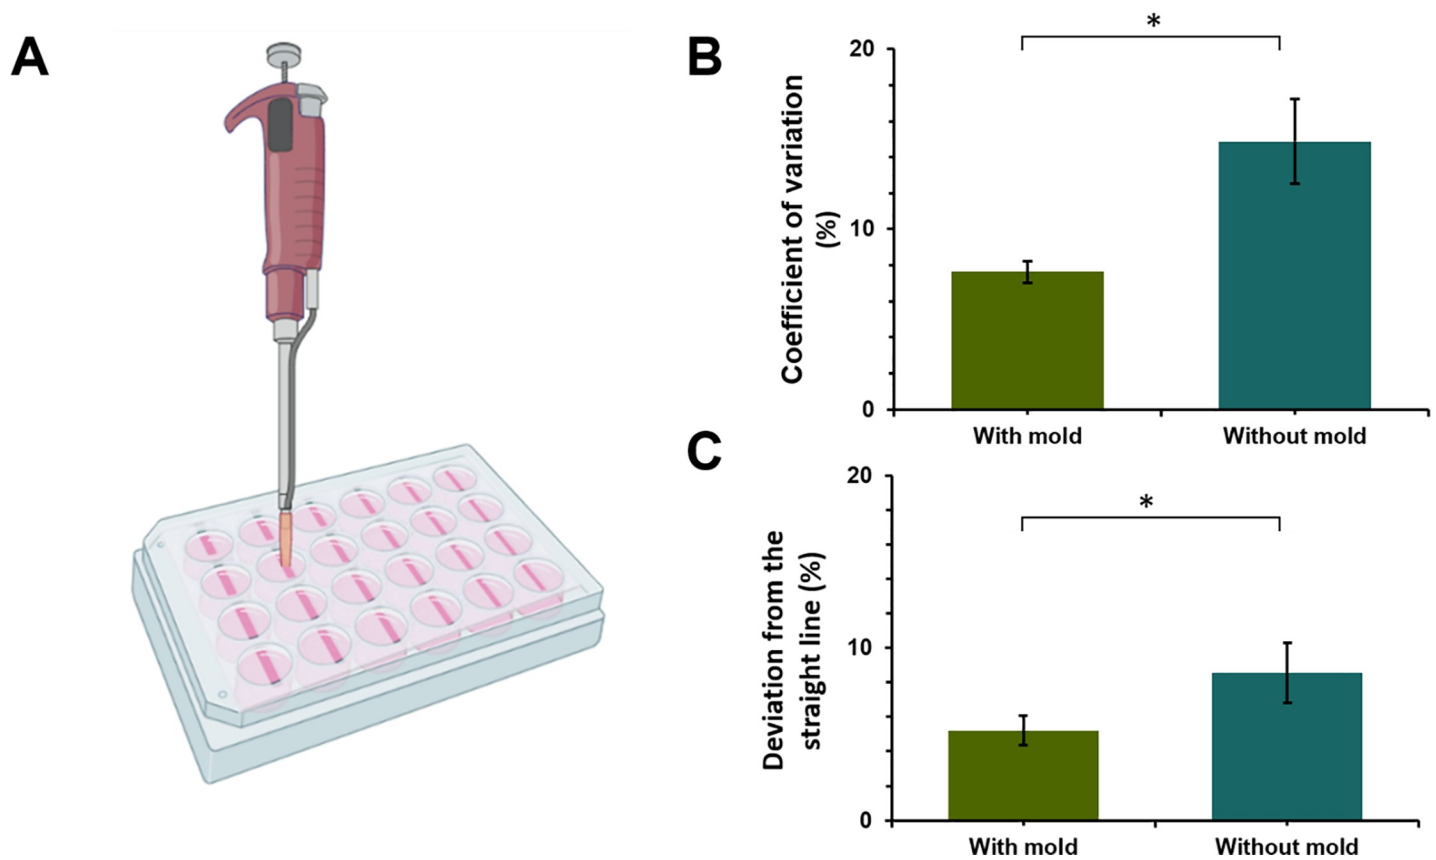 A
B
*
20
10
0
Coefficient of variation
(%)
With mold
Without mold
C
*
20
10
0
Deviation from the
straight line (%)
With mold
Without mold